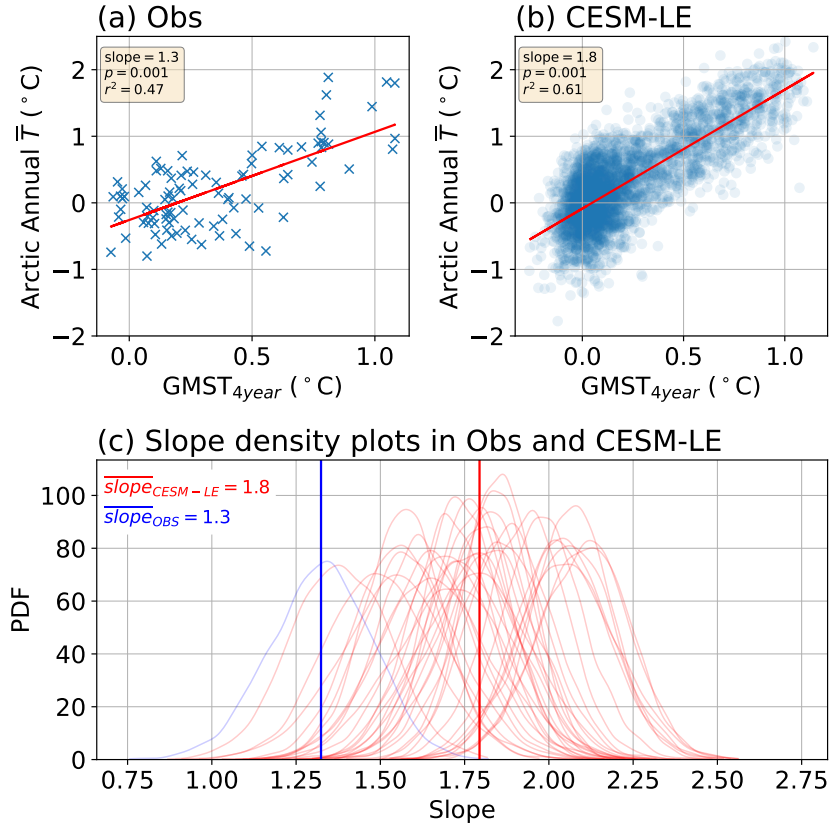 (a) Obs
slope = 1.3
p = 0.001
r² = 0.47
Arctic Annual T̅ (°C)
2
1
0
−1
−2
0.0 0.5 1.0
GMST4year (°C)
(b) CESM-LE
slope = 1.8
p = 0.001
r² = 0.61
Arctic Annual T̅ (°C)
2
1
0
−1
−2
0.0 0.5 1.0
GMST4year (°C)
(c) Slope density plots in Obs and CESM-LE
slopeCESM−LE = 1.8
slopeOBS = 1.3
PDF
100
80
60
40
20
0
0.75 1.00 1.25 1.50 1.75 2.00 2.25 2.50 2.75
Slope